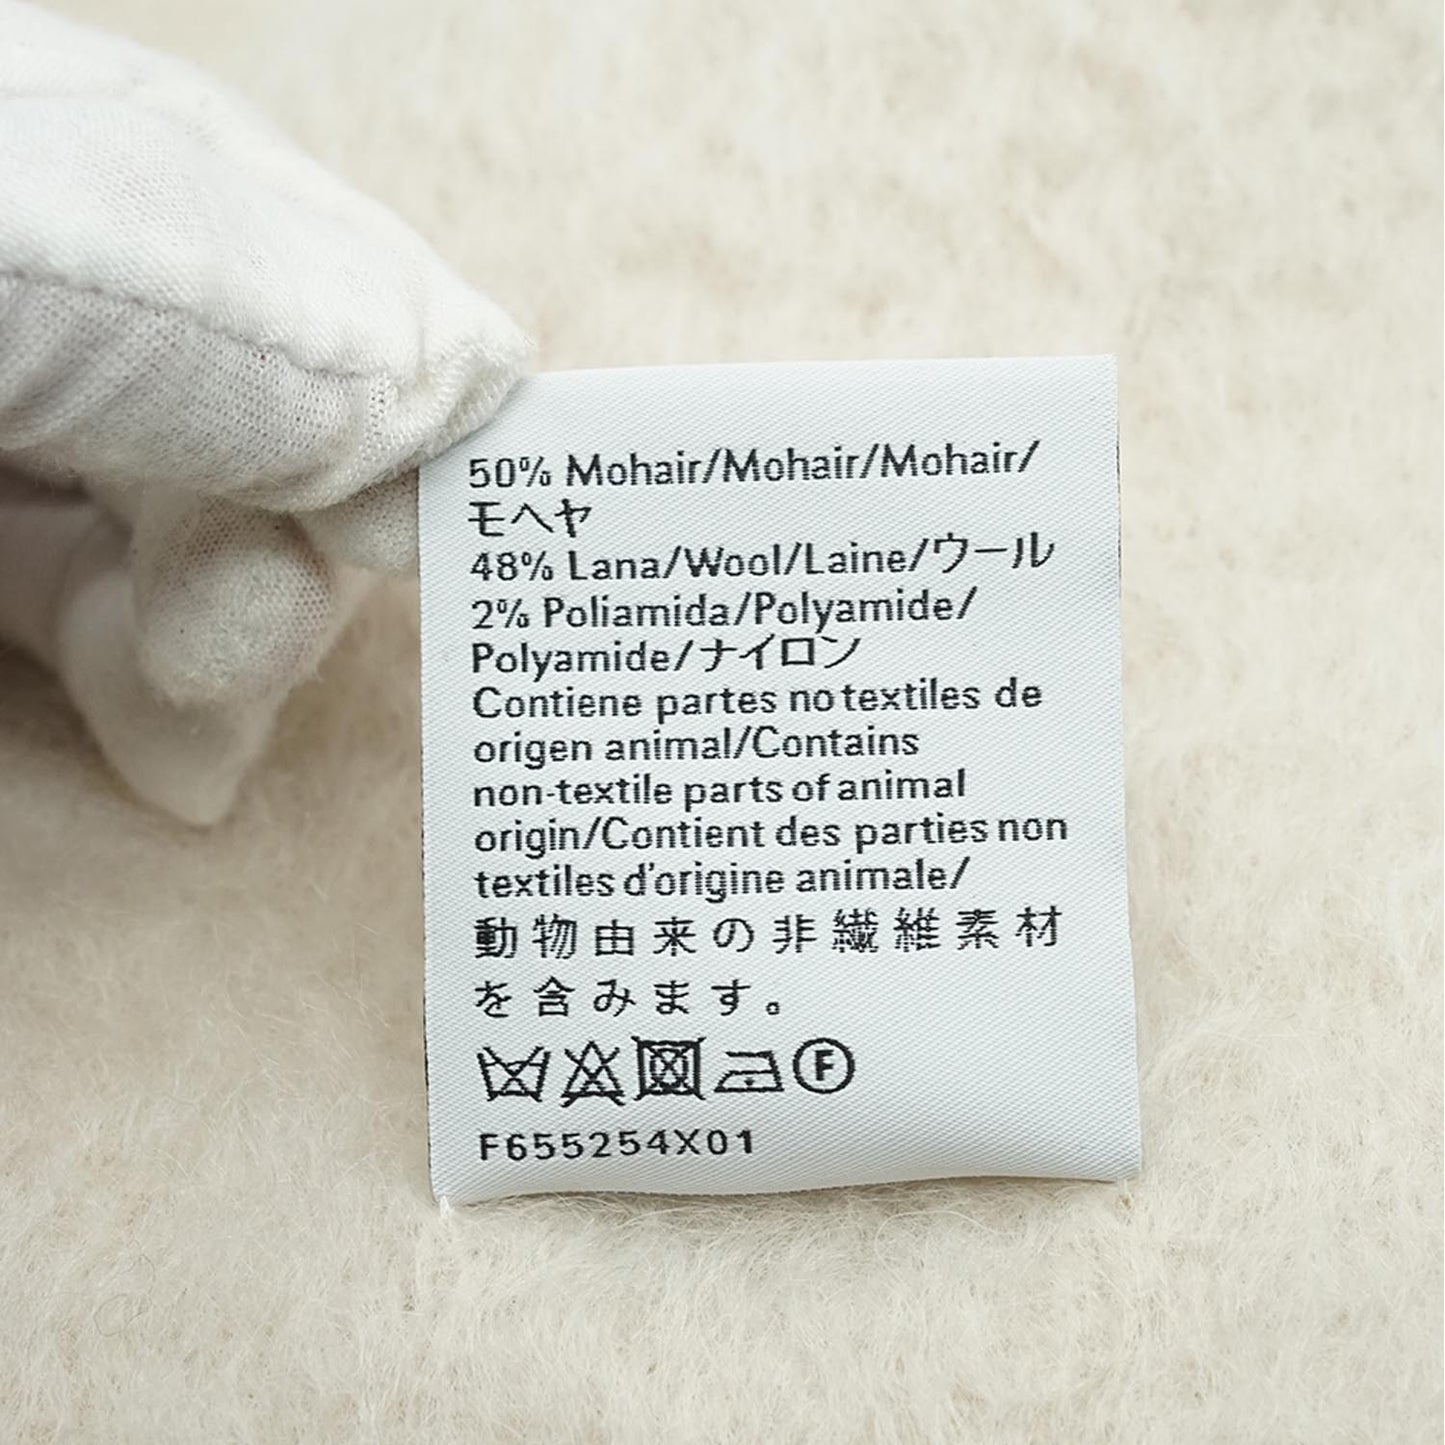 50% Mohair/Mohair/Mohair/
モヘヤ
48% Lana/Wool/Laine/ウール
2% Poliamida/Polyamide/
Polyamide/ナイロン
Contiene partes no textiles de
origen animal/Contains
non-textile parts of animal
origin/Contient des parties non
textiles d'origine animale/
動物由来の非繊維素材
を含みます。
F
F655254X01